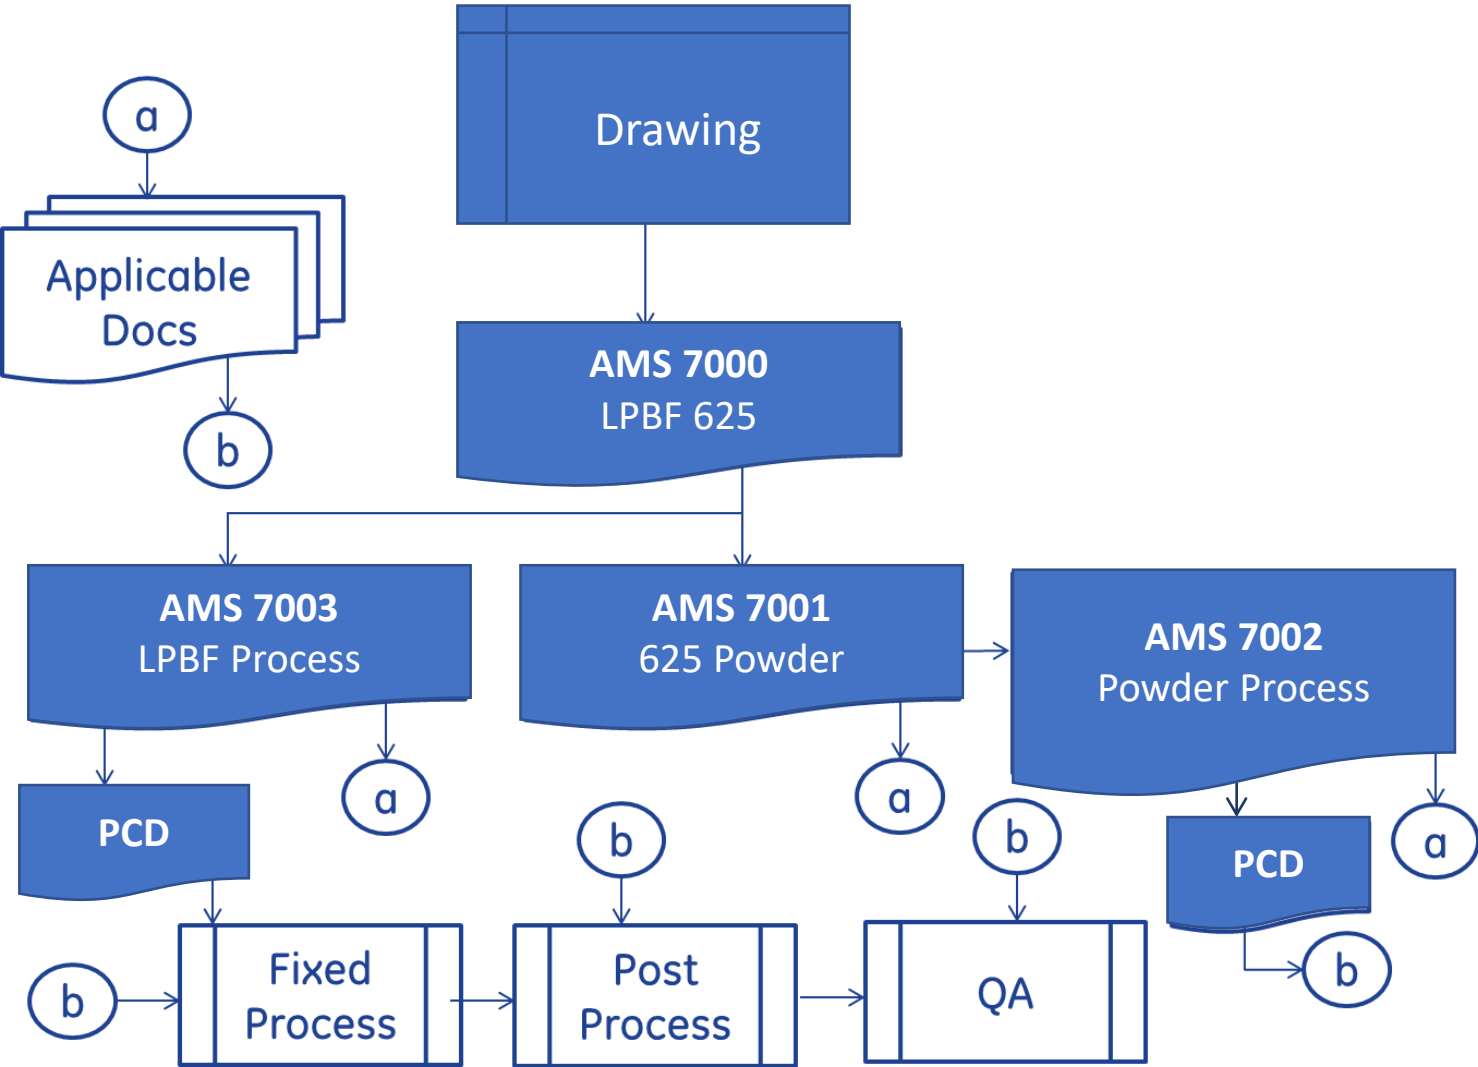 a
Applicable
Docs
b
Drawing
AMS 7000
LPBF 625
AMS 7003
LPBF Process
AMS 7001
625 Powder
AMS 7002
Powder Process
a
a
a
PCD
b
b
PCD
b
b
Fixed
Process
Post
Process
QA